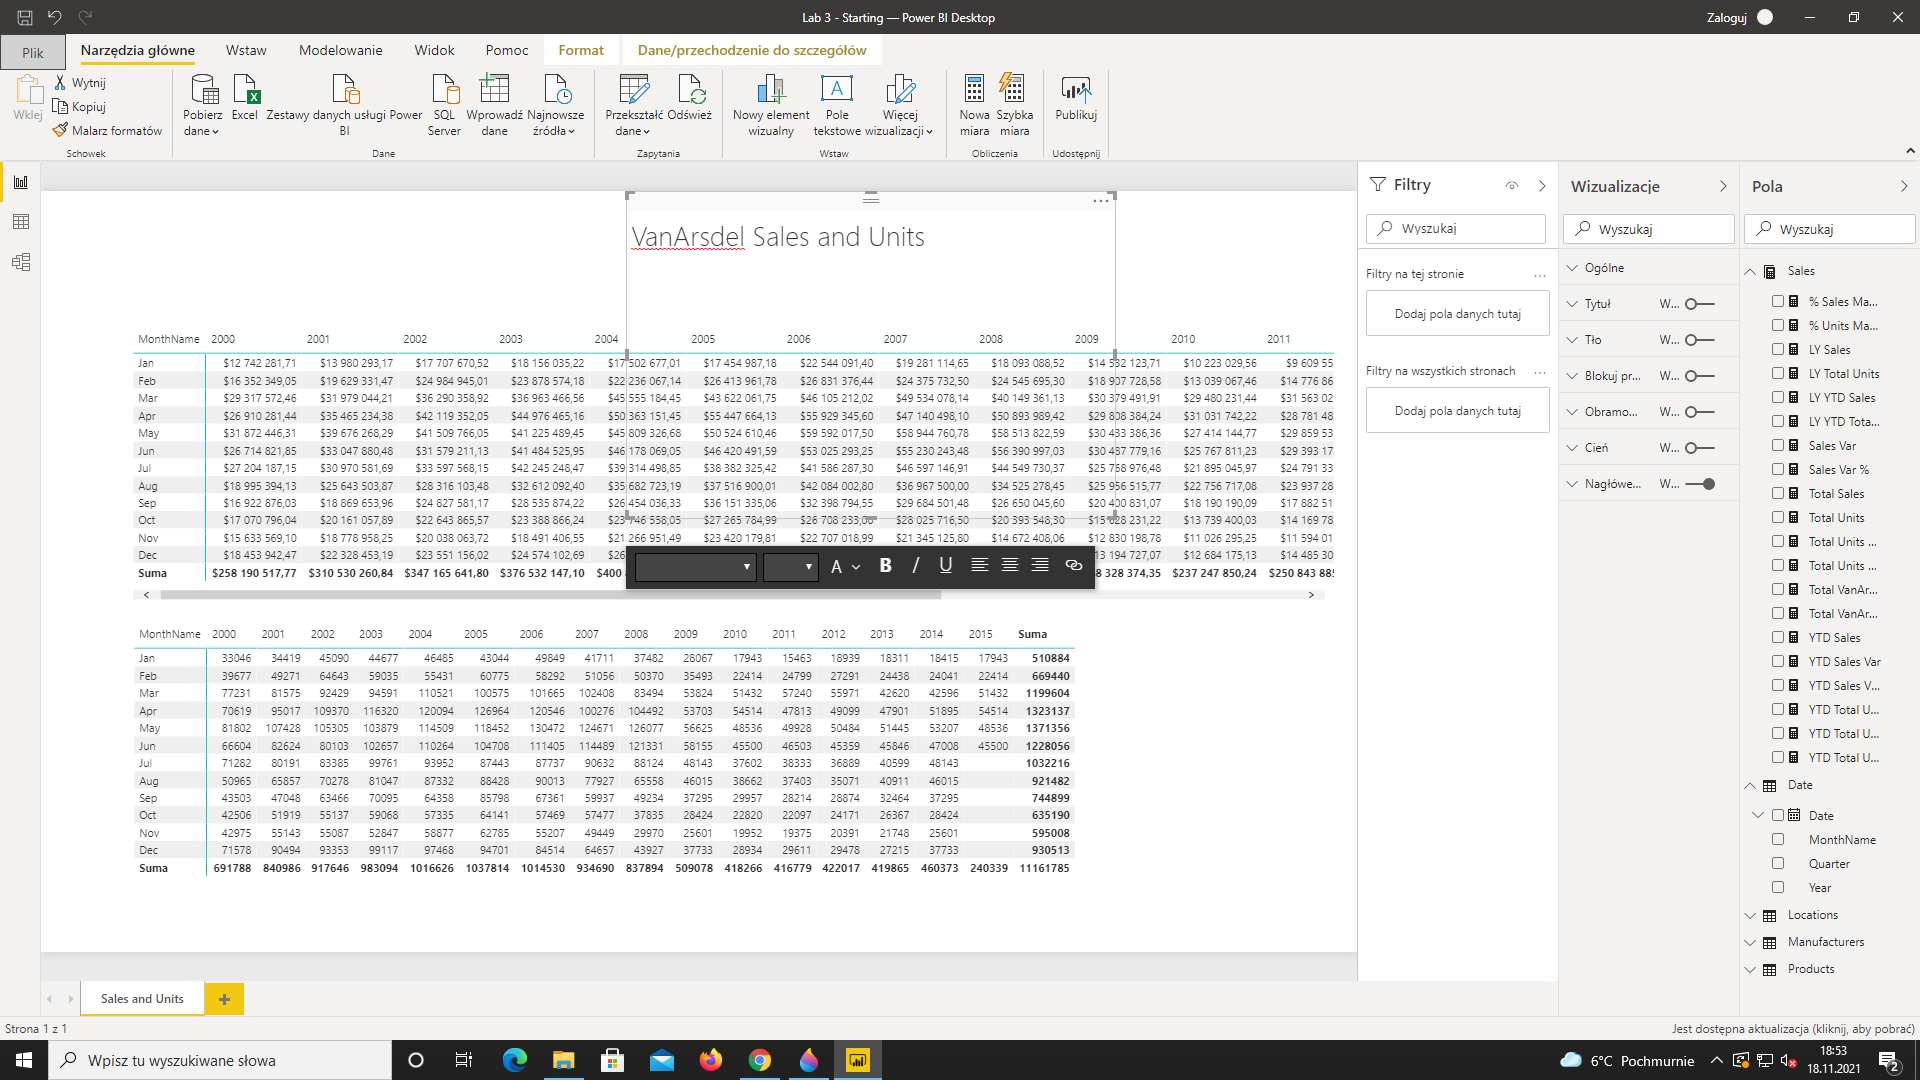 Lab 3 - Starting — Power BI Desktop
Zaloguj
Plik Narzędzia główne Wstaw Modelowanie Widok Pomoc Format Dane/przechodzenie do szczegółów
Wklej
Wytnij
Kopiuj
Malarz formatów
Schowek
Pobierz dane
Excel
Zestawy danych usługi Power BI
SQL Server
Wprowadź dane
Najnowsze źródła
Dane
Przekształć dane
Odśwież
Zapytania
Nowy element wizualny
Pole tekstowe
Więcej wizualizacji
Wstaw
Nowa miara
Szybka miara
Obliczenia
Publikuj
Udostępnij
VanArsdel Sales and Units
MonthName 2000 2001 2002 2003 2004 2005 2006 2007 2008 2009 2010 2011
Jan $12 742 281,71 $13 980 293,17 $17 707 670,52 $18 156 035,22 $17 502 677,01 $17 454 987,18 $22 544 091,40 $19 281 114,65 $18 093 088,52 $14 532 123,71 $10 223 029,56 $9 609 55
Feb $16 352 349,05 $19 629 331,47 $24 984 945,01 $23 878 574,18 $22 236 067,14 $26 413 961,78 $26 831 376,44 $24 375 732,50 $24 545 695,30 $18 907 728,58 $13 039 067,46 $14 776 86
Mar $29 317 572,46 $31 979 044,21 $36 290 358,92 $36 963 466,56 $45 555 184,45 $43 622 061,75 $46 105 212,02 $49 534 078,14 $40 149 361,13 $30 379 491,91 $29 480 231,44 $31 563 02
Apr $26 910 281,44 $35 465 234,38 $42 119 352,05 $44 976 465,16 $50 363 151,45 $55 447 664,13 $55 929 345,60 $47 140 498,10 $50 893 989,42 $29 808 384,24 $31 031 742,22 $28 781 48
May $31 872 446,31 $39 676 268,29 $41 509 766,05 $41 225 489,45 $45 809 326,68 $50 524 610,46 $59 592 017,50 $58 944 760,78 $58 513 822,59 $30 433 386,36 $27 414 144,77 $29 859 53
Jun $26 714 821,85 $33 047 880,48 $31 579 211,13 $41 484 525,95 $46 178 069,05 $46 420 491,59 $53 025 293,25 $55 230 243,48 $56 390 997,03 $30 487 779,16 $25 767 811,23 $29 393 17
Jul $27 204 187,15 $30 970 581,69 $33 597 568,15 $42 245 248,47 $39 314 498,85 $38 382 325,42 $41 586 287,30 $46 597 146,91 $44 549 730,37 $25 768 976,48 $21 895 045,97 $24 791 33
Aug $18 995 394,13 $25 643 503,87 $28 316 103,48 $32 612 092,40 $35 682 723,19 $37 516 900,01 $42 084 002,80 $36 967 500,00 $34 525 278,45 $25 956 515,77 $22 756 717,08 $23 937 28
Sep $16 922 876,03 $18 869 653,96 $24 827 581,17 $28 535 874,22 $26 454 036,33 $36 151 335,06 $32 398 794,55 $29 684 501,48 $26 650 045,60 $20 400 831,07 $18 190 190,09 $17 882 51
Oct $17 070 796,04 $20 161 057,89 $22 643 865,57 $23 388 866,24 $23 746 558,05 $27 265 784,99 $26 708 233,00 $28 025 716,50 $20 393 548,30 $15 628 231,22 $13 739 400,03 $14 169 78
Nov $15 633 569,10 $18 778 958,25 $20 038 063,72 $18 491 406,55 $21 266 951,49 $23 420 179,81 $22 707 018,99 $21 345 125,80 $14 672 408,06 $12 830 198,78 $11 026 295,25 $11 594 01
Dec $18 453 942,47 $22 328 453,19 $23 551 156,02 $24 574 102,69 $26 13 194 727,07 $12 684 175,13 $14 485 30
Suma $258 190 517,77 $310 530 260,84 $347 165 641,80 $376 532 147,10 $400 8 328 374,35 $237 247 850,24 $250 843 885
A B I U
MonthName 2000 2001 2002 2003 2004 2005 2006 2007 2008 2009 2010 2011 2012 2013 2014 2015 Suma
Jan 33046 34419 45090 44677 46485 43044 49849 41711 37482 28067 17943 15463 18939 18311 18415 17943 510884
Feb 39677 49271 64643 59035 55431 60775 58292 51056 50370 35493 22414 24799 27291 24438 24041 22414 669440
Mar 77231 81575 92429 94591 110521 100575 101665 102408 83494 53824 51432 57240 55971 42620 42596 51432 1199604
Apr 70619 95017 109370 116320 120094 126964 120546 100276 104492 53703 54514 47813 49099 47901 51895 54514 1323137
May 81802 107428 105305 103879 114509 118452 130472 124671 126077 56625 48536 49928 50484 51445 53207 48536 1371356
Jun 66604 82624 80103 102657 110264 104708 111405 114489 121331 58155 45500 46503 45359 45846 47008 45500 1228056
Jul 71282 80191 83385 99761 93952 87443 87737 90632 88124 48143 37602 38333 36889 40599 48143 1032216
Aug 50965 65857 70278 81047 87332 88428 90013 77927 65558 46015 38662 37403 35071 40911 46015 921482
Sep 43503 47048 63466 70095 64358 85798 67361 59937 49234 37295 29957 28214 28874 32464 37295 744899
Oct 42506 51919 55137 59068 57335 64141 57469 57477 37835 28424 22820 22097 24171 26367 28424 635190
Nov 42975 55143 55087 52847 58877 62785 55207 49449 29970 25601 19952 19375 20391 21748 25601 595008
Dec 71578 90494 93353 99117 97468 94701 84514 64657 43927 37733 28934 29611 29478 27215 37733 930513
Suma 691788 840986 917646 983094 1016626 1037814 1014530 934690 837894 509078 418266 416779 422017 419865 460373 240339 11161785
Filtry
Wyszukaj
Filtry na tej stronie ...
Dodaj pola danych tutaj
Filtry na wszystkich stronach ...
Dodaj pola danych tutaj
Wizualizacje
Wyszukaj
Ogólne
Tytuł W...
Tło W...
Blokuj pr... W...
Obramo... W...
Cień W...
Nagłówe... W...
Pola
Wyszukaj
Sales
% Sales Ma...
% Units Ma...
LY Sales
LY Total Units
LY YTD Sales
LY YTD Tota...
Sales Var
Sales Var %
Total Sales
Total Units
Total Units ...
Total Units ...
Total VanAr...
Total VanAr...
YTD Sales
YTD Sales Var
YTD Sales V...
YTD Total U...
YTD Total U...
YTD Total U...
Date
Date
MonthName
Quarter
Year
Locations
Manufacturers
Products
Sales and Units
Strona 1 z 1
Jest dostępna aktualizacja (kliknij, aby pobrać)
Wpisz tu wyszukiwane słowa
6°C Pochmurnie
18:53
18.11.2021
2